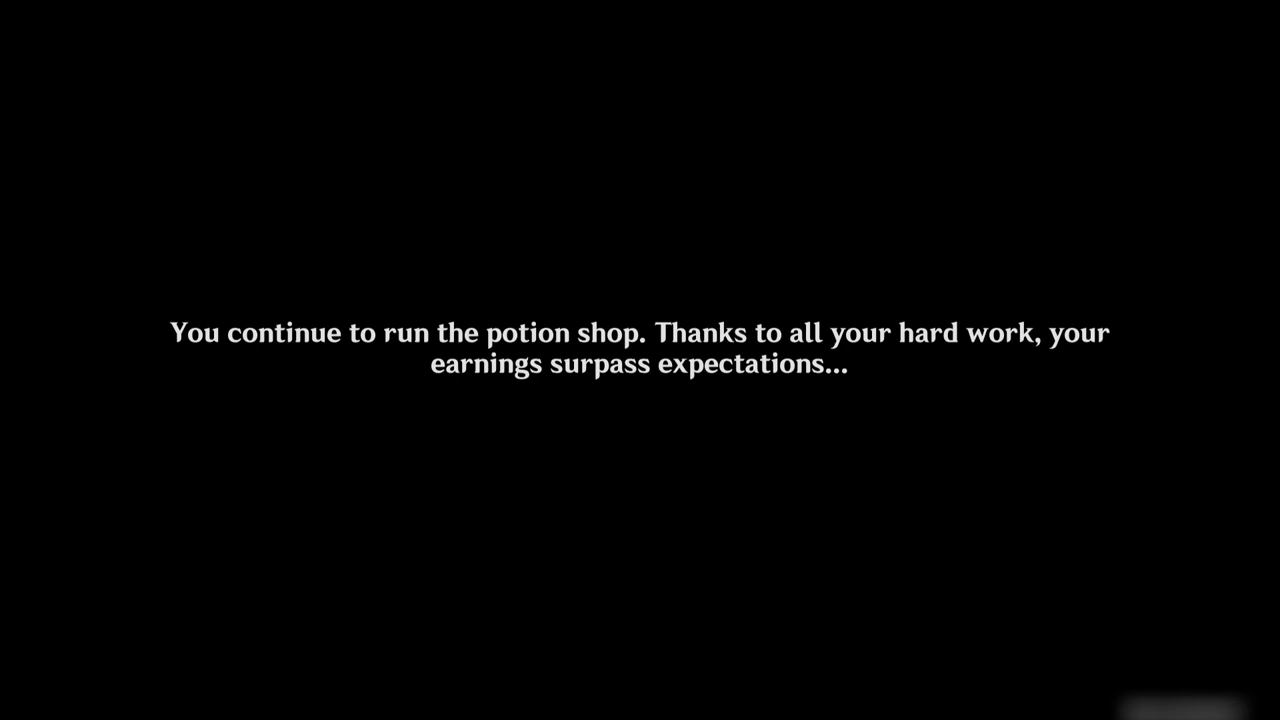 You continue to run the potion shop. Thanks to all your hard work, your
earnings surpass expectations...